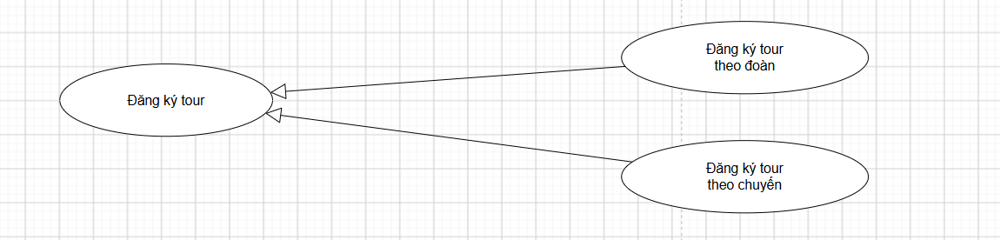 Đăng ký tour
Đăng ký tour
theo đoàn
Đăng ký tour
theo chuyến